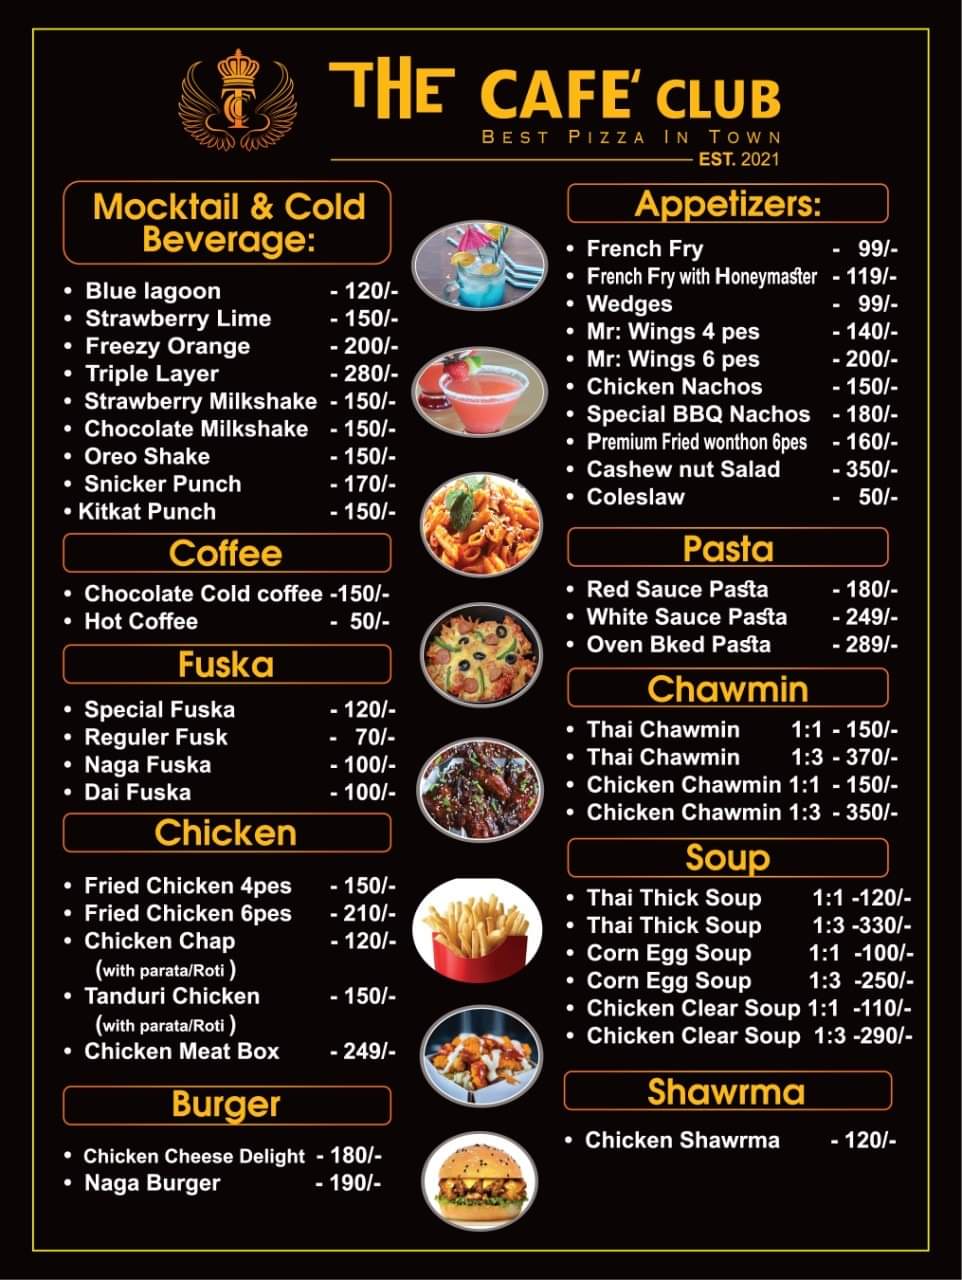 THE CAFE' CLUB
BEST PIZZA IN TOWN
EST. 2021
Mocktail & Cold
Beverage:
• Blue lagoon - 120/-
• Strawberry Lime - 150/-
• Freezy Orange - 200/-
• Triple Layer - 280/-
• Strawberry Milkshake - 150/-
• Chocolate Milkshake - 150/-
• Oreo Shake - 150/-
• Snicker Punch - 170/-
• Kitkat Punch - 150/-
Coffee
• Chocolate Cold coffee -150/-
• Hot Coffee - 50/-
Fuska
• Special Fuska - 120/-
• Reguler Fusk - 70/-
• Naga Fuska - 100/-
• Dai Fuska - 100/-
Chicken
• Fried Chicken 4pes - 150/-
• Fried Chicken 6pes - 210/-
• Chicken Chap - 120/-
(with parata/Roti )
• Tanduri Chicken - 150/-
(with parata/Roti )
• Chicken Meat Box - 249/-
Burger
• Chicken Cheese Delight - 180/-
• Naga Burger - 190/-
Appetizers:
• French Fry - 99/-
• French Fry with Honeymaster - 119/-
• Wedges - 99/-
• Mr: Wings 4 pes - 140/-
• Mr: Wings 6 pes - 200/-
• Chicken Nachos - 150/-
• Special BBQ Nachos - 180/-
• Premium Fried wonthon 6pes - 160/-
• Cashew nut Salad - 350/-
• Coleslaw - 50/-
Pasta
• Red Sauce Pasta - 180/-
• White Sauce Pasta - 249/-
• Oven Bked Pasta - 289/-
Chawmin
• Thai Chawmin 1:1 - 150/-
• Thai Chawmin 1:3 - 370/-
• Chicken Chawmin 1:1 - 150/-
• Chicken Chawmin 1:3 - 350/-
Soup
• Thai Thick Soup 1:1 -120/-
• Thai Thick Soup 1:3 -330/-
• Corn Egg Soup 1:1 -100/-
• Corn Egg Soup 1:3 -250/-
• Chicken Clear Soup 1:1 -110/-
• Chicken Clear Soup 1:3 -290/-
Shawrma
• Chicken Shawrma - 120/-